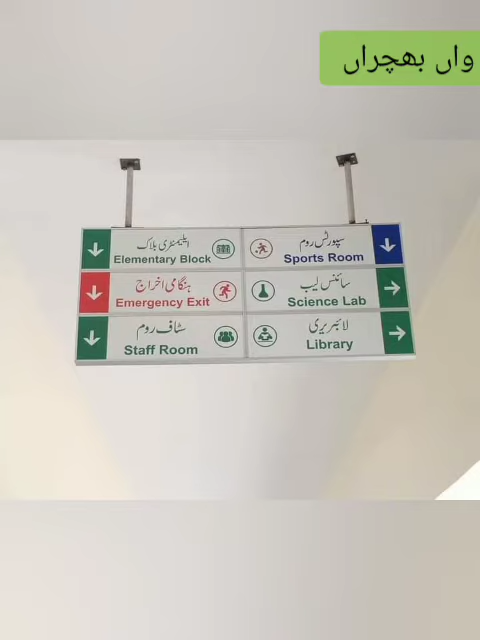 واں بھچراں
ایلیمنٹری بلاک
Elementary Block
سپورٹس روم
Sports Room
ہنگامی اخراج
Emergency Exit
سائنس لیب
Science Lab
سٹاف روم
Staff Room
لائبریری
Library